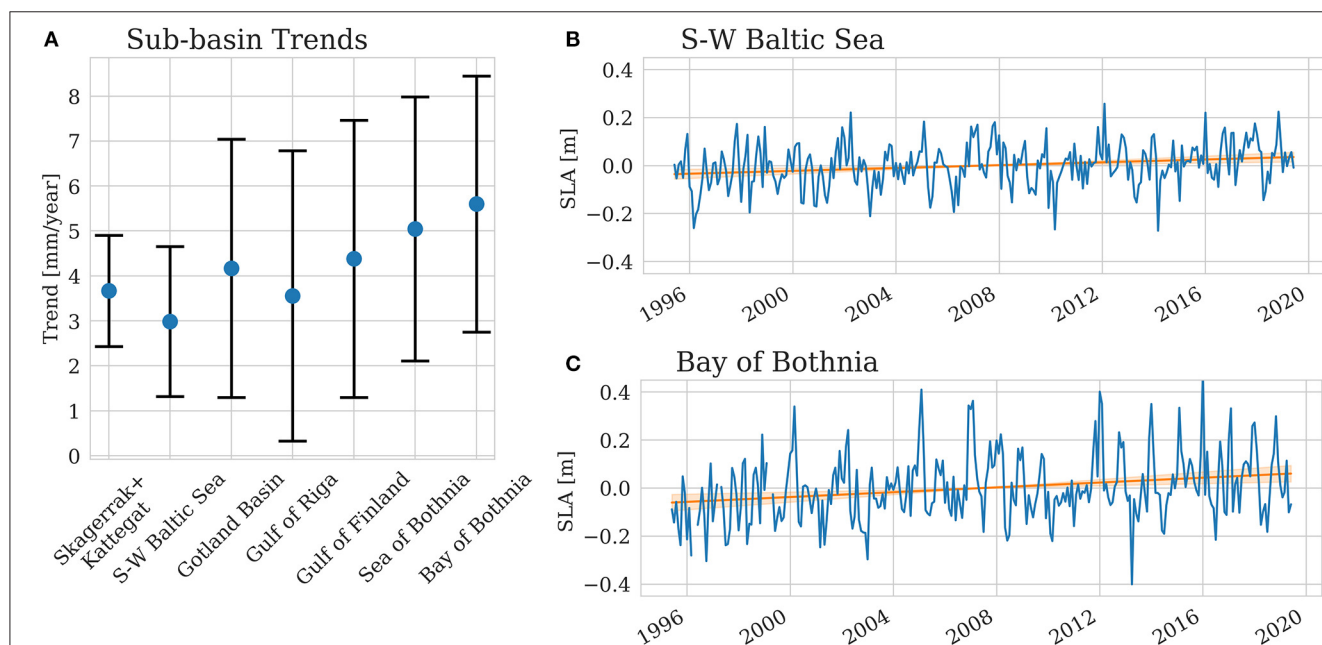 A
Sub-basin Trends
Trend [mm/year]
8
7
6
5
4
3
2
1
0
Skagerrak+
Kattegat
S-W Baltic Sea
Gotland Basin
Gulf of Riga
Gulf of Finland
Sea of Bothnia
Bay of Bothnia
B
S-W Baltic Sea
SLA [m]
0.4
0.2
0.0
−0.2
−0.4
1996
2000
2004
2008
2012
2016
2020
C
Bay of Bothnia
SLA [m]
0.4
0.2
0.0
−0.2
−0.4
1996
2000
2004
2008
2012
2016
2020